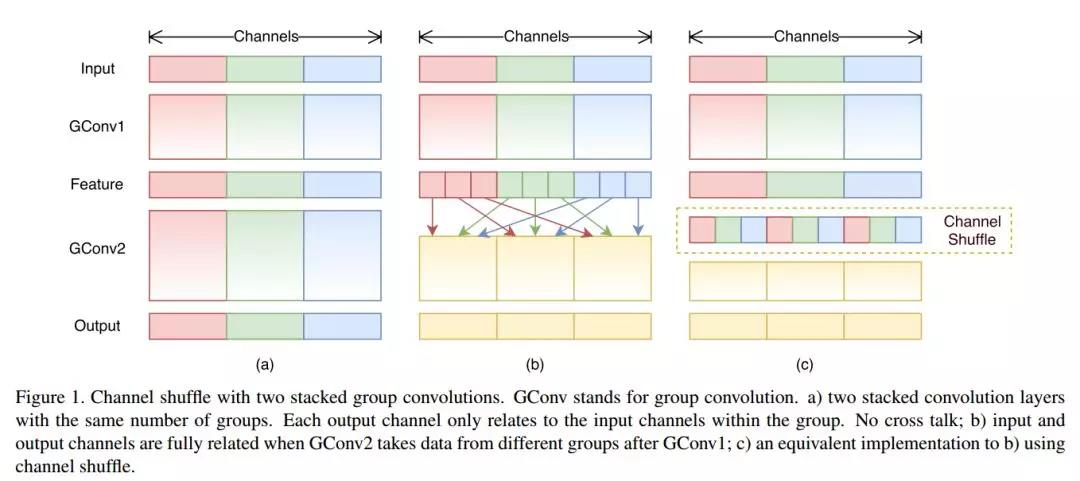 Channels Channels Channels
Input
GConv1
Feature
GConv2
Channel
Shuffle
Output
(a) (b) (c)
Figure 1. Channel shuffle with two stacked group convolutions. GConv stands for group convolution. a) two stacked convolution layers
with the same number of groups. Each output channel only relates to the input channels within the group. No cross talk; b) input and
output channels are fully related when GConv2 takes data from different groups after GConv1; c) an equivalent implementation to b) using
channel shuffle.